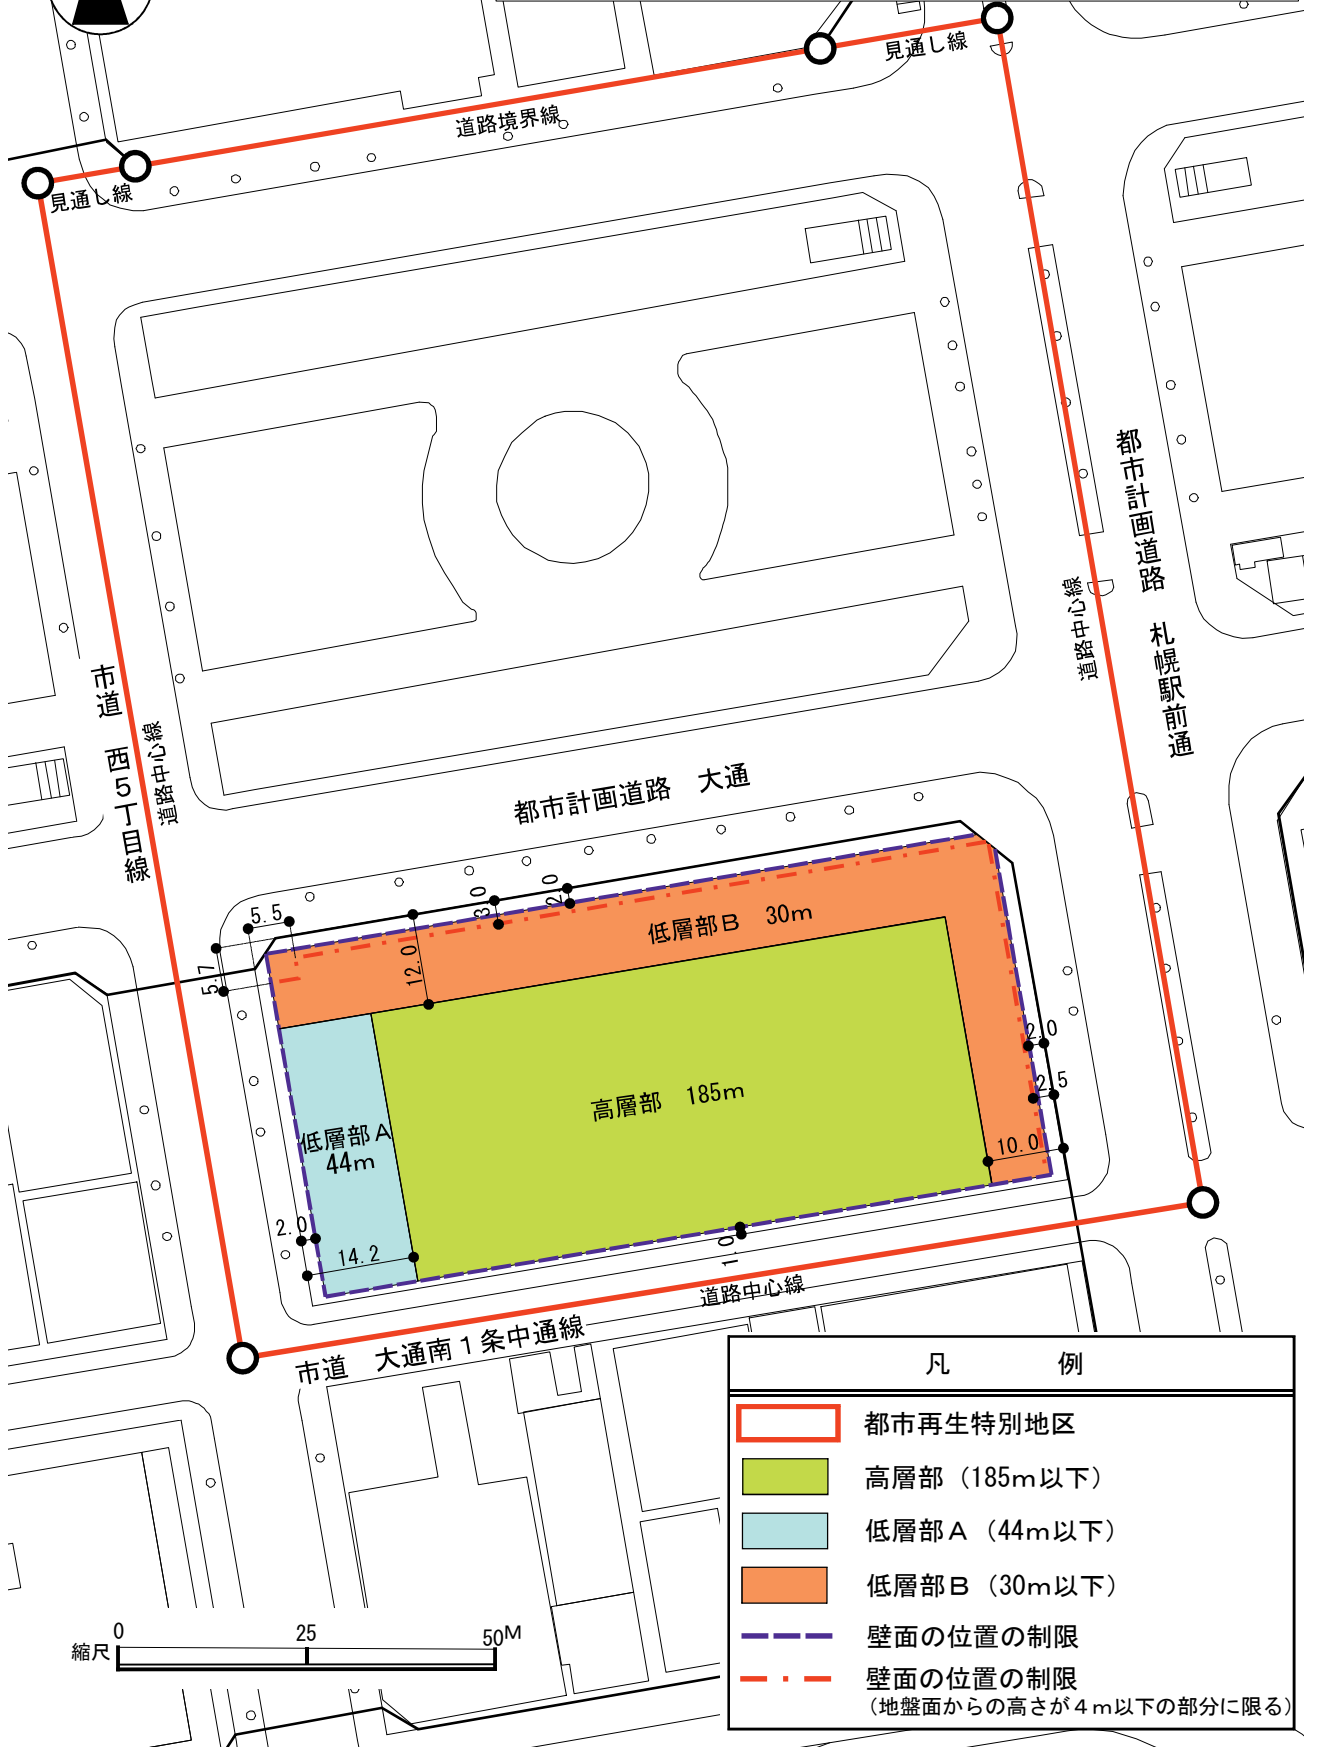 見通し線
道路境界線
見通し線
都市計画道路　札幌駅前通
道路中心線
市道　西５丁目線
道路中心線
都市計画道路　大通
5.5
5.7
3.0
2.0
12.0
低層部Ｂ　30ｍ
高層部　185ｍ
低層部Ａ
44ｍ
2.0
2.5
10.0
2.0
14.2
1.0
道路中心線
市道　大通南１条中通線
凡　例
都市再生特別地区
高層部（185ｍ以下）
低層部Ａ（44ｍ以下）
低層部Ｂ（30ｍ以下）
壁面の位置の制限
壁面の位置の制限
（地盤面からの高さが４ｍ以下の部分に限る）
縮尺 0 25 50M